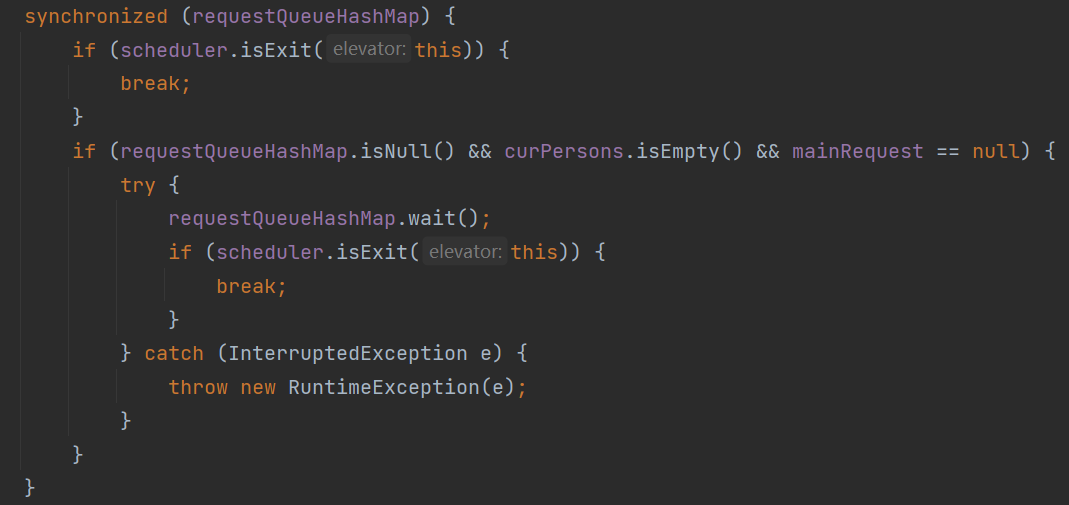 synchronized (requestQueueHashMap) {
if (scheduler.isExit( elevator: this)) {
break;
}
if (requestQueueHashMap.isNull() && curPersons.isEmpty() && mainRequest == null) {
try {
requestQueueHashMap.wait();
if (scheduler.isExit( elevator: this)) {
break;
}
} catch (InterruptedException e) {
throw new RuntimeException(e);
}
}
}